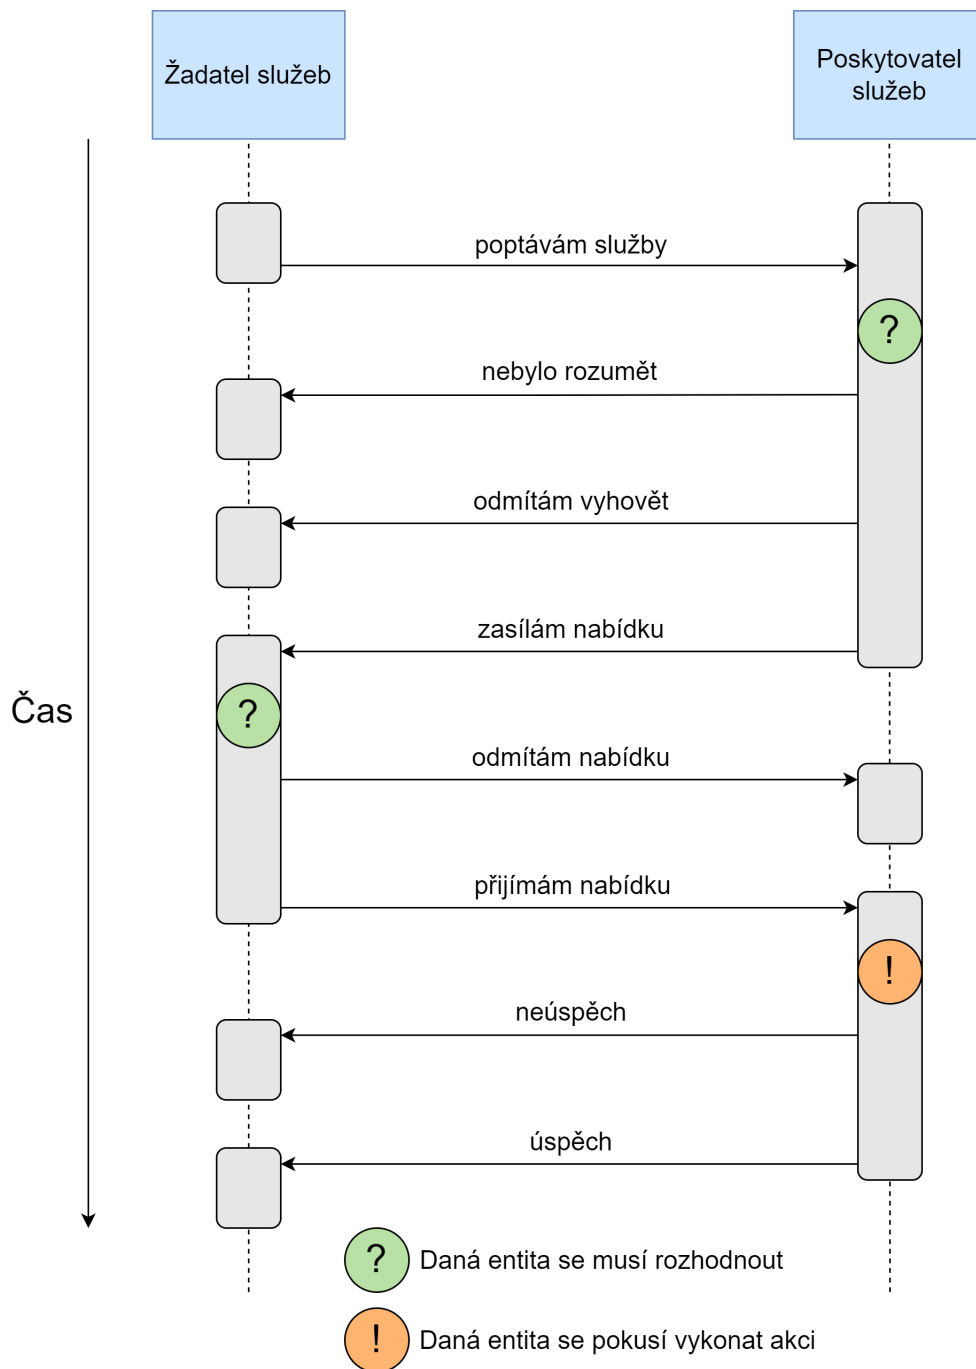 Žadatel služeb
Poskytovatel
služeb
poptávám služby
?
nebylo rozumět
odmítám vyhovět
zasílám nabídku
Čas
?
odmítám nabídku
přijímám nabídku
!
neúspěch
úspěch
? Daná entita se musí rozhodnout
! Daná entita se pokusí vykonat akci